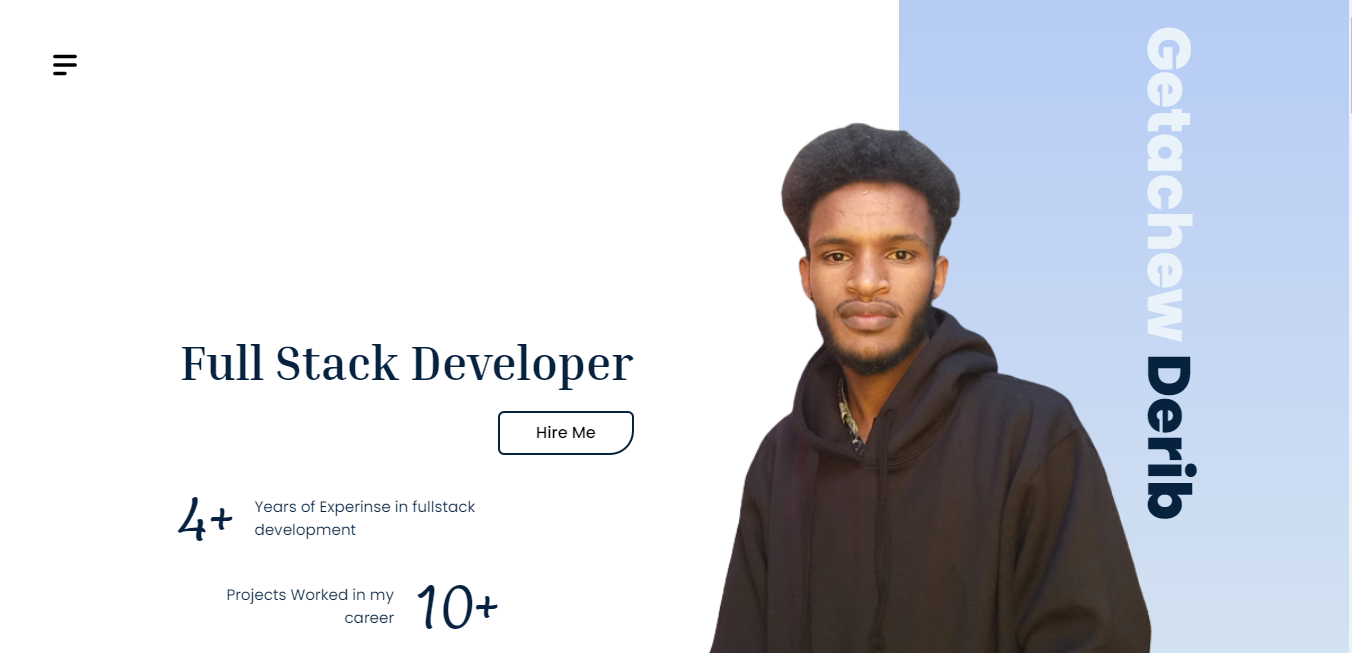 Getachew Derib
Full Stack Developer
Hire Me
4+
Years of Experinse in fullstack
development
Projects Worked in my
career
10+